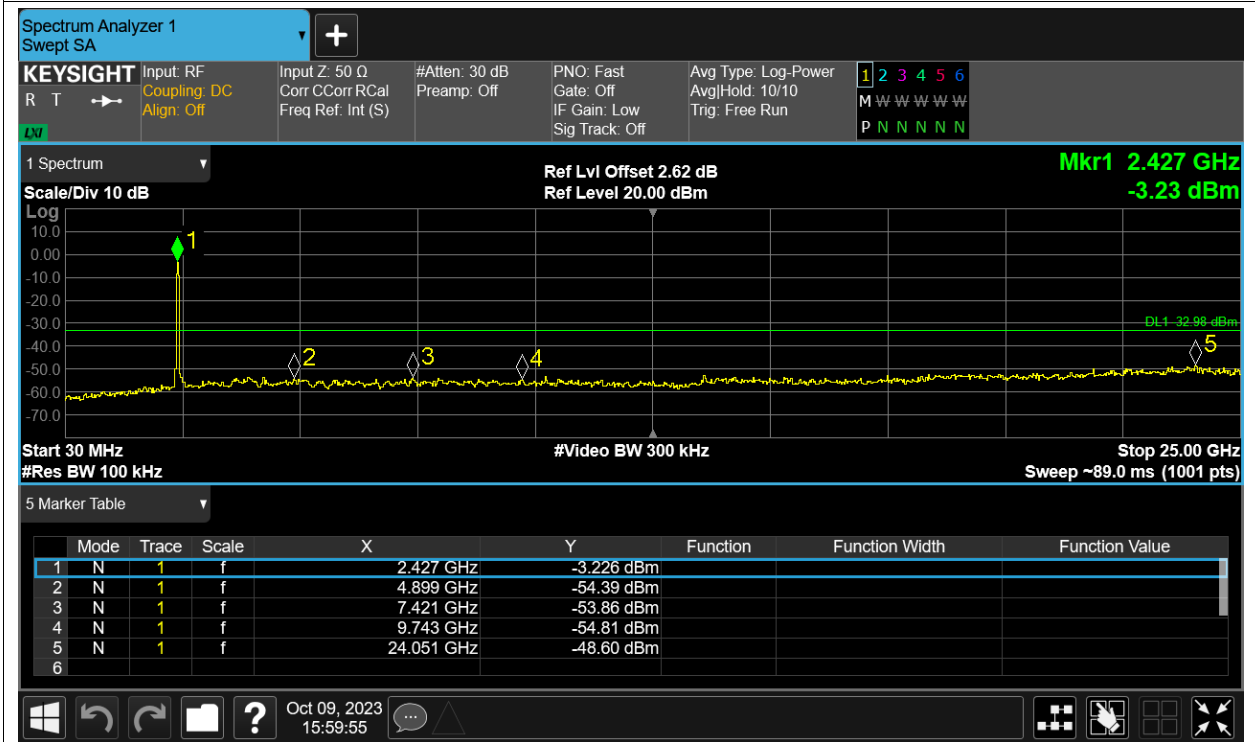 Spectrum Analyzer 1
Swept SA
KEYSIGHT
R T
LXI
Input: RF
Coupling: DC
Align: Off
Input Z: 50 Ω
Corr CCorr RCal
Freq Ref: Int (S)
#Atten: 30 dB
Preamp: Off
PNO: Fast
Gate: Off
IF Gain: Low
Sig Track: Off
Avg Type: Log-Power
Avg|Hold: 10/10
Trig: Free Run
1 2 3 4 5 6
M W W W W W
P N N N N N
1 Spectrum
Scale/Div 10 dB
Ref Lvl Offset 2.62 dB
Ref Level 20.00 dBm
Mkr1 2.427 GHz
-3.23 dBm
Log
10.0
0.00
-10.0
-20.0
-30.0
-40.0
-50.0
-60.0
-70.0
1
2
3
4
5
DL1 -32.98 dBm
Start 30 MHz
#Res BW 100 kHz
#Video BW 300 kHz
Stop 25.00 GHz
Sweep ~89.0 ms (1001 pts)
5 Marker Table
Mode Trace Scale X Y Function Function Width Function Value
1 N 1 f 2.427 GHz -3.226 dBm
2 N 1 f 4.899 GHz -54.39 dBm
3 N 1 f 7.421 GHz -53.86 dBm
4 N 1 f 9.743 GHz -54.81 dBm
5 N 1 f 24.051 GHz -48.60 dBm
6
?
Oct 09, 2023
15:59:55